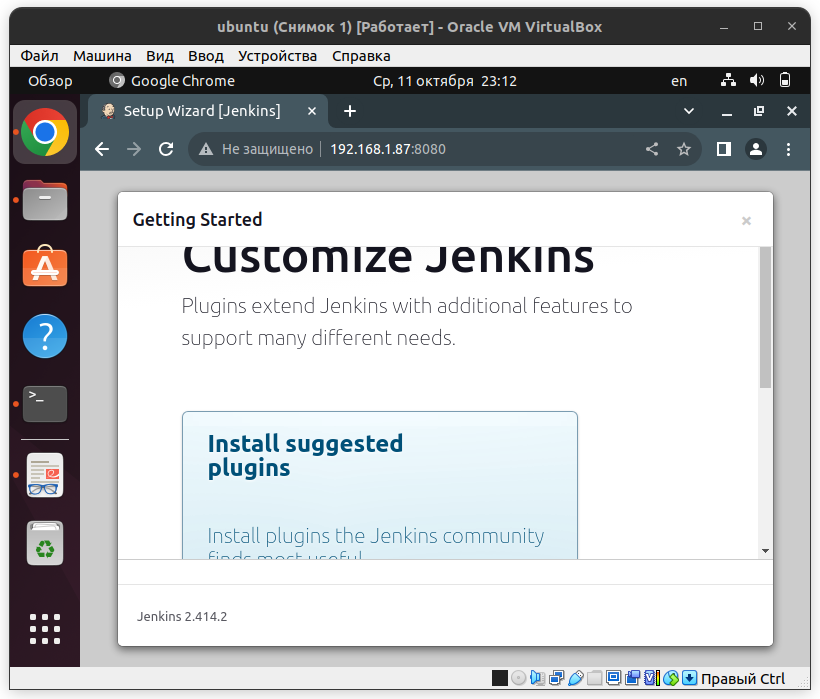 ubuntu (Снимок 1) [Работает] - Oracle VM VirtualBox
Файл Машина Вид Ввод Устройства Справка
Обзор Google Chrome Ср, 11 октября 23:12 en
Setup Wizard [Jenkins]
Не защищено 192.168.1.87:8080
Getting Started
Customize Jenkins
Plugins extend Jenkins with additional features to
support many different needs.
Install suggested
plugins
Install plugins the Jenkins community
finds most useful.
Jenkins 2.414.2
Правый Ctrl